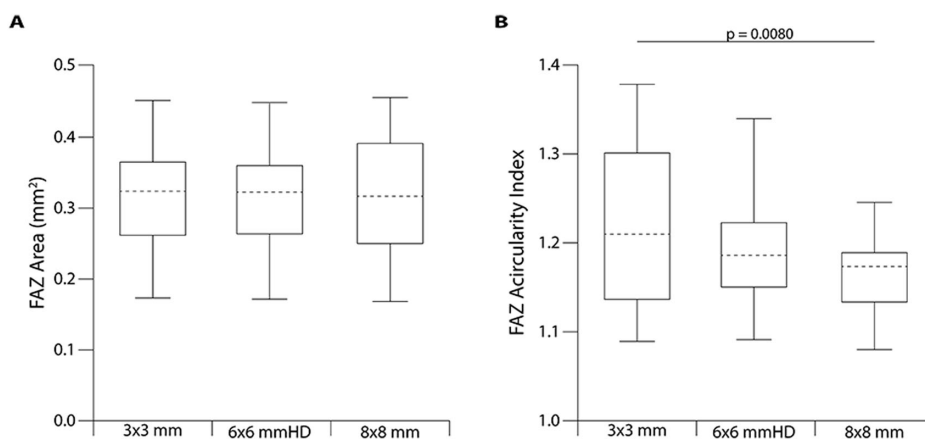 A
FAZ Area (mm²)
0.5
0.4
0.3
0.2
0.1
0.0
3x3 mm
6x6 mmHD
8x8 mm
B
p = 0.0080
FAZ Acircularity Index
1.4
1.3
1.2
1.1
1.0
3x3 mm
6x6 mmHD
8x8 mm